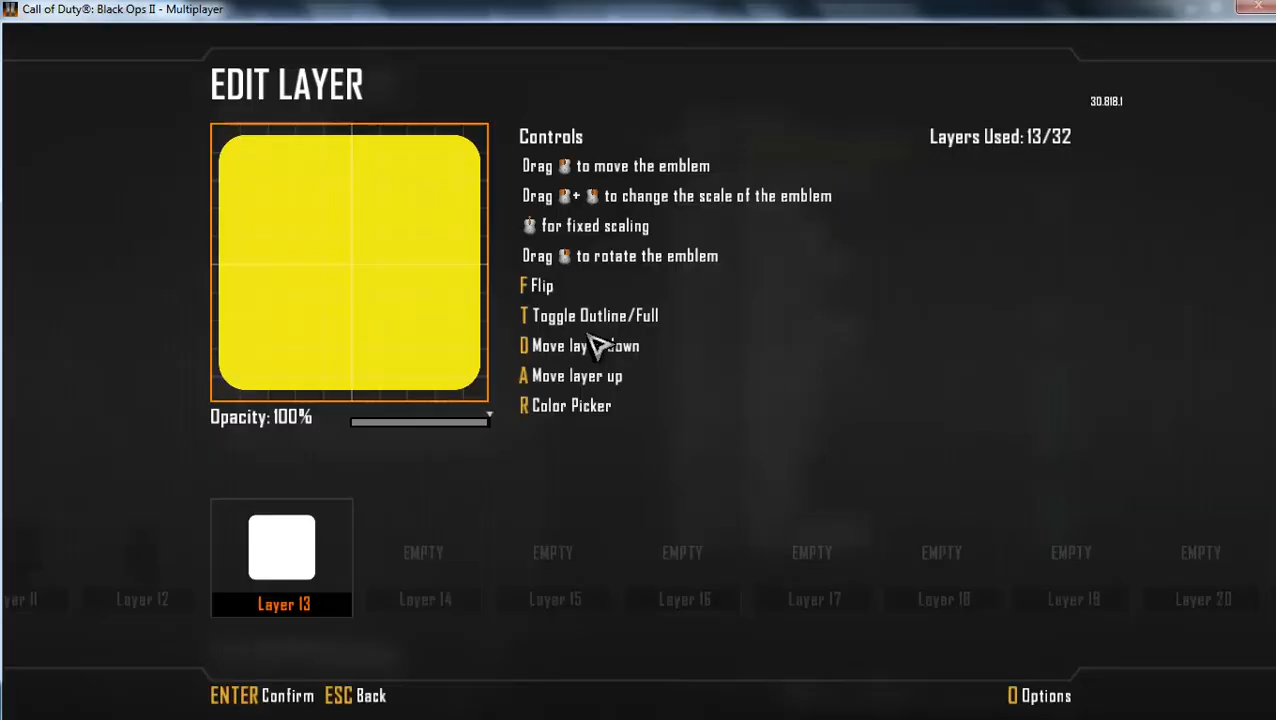 Call of Duty®: Black Ops II - Multiplayer
EDIT LAYER
30.818.1
Controls
Layers Used: 13/32
Drag to move the emblem
Drag + to change the scale of the emblem
for fixed scaling
Drag to rotate the emblem
F Flip
T Toggle Outline/Full
D Move lay own
A Move layer up
R Color Picker
Opacity: 100%
EMPTY EMPTY EMPTY EMPTY EMPTY EMPTY EMPTY
yer 11 Layer 12 Layer 13 Layer 14 Layer 15 Layer 16 Layer 17 Layer 18 Layer 19 Layer 20
ENTER Confirm ESC Back
O Options